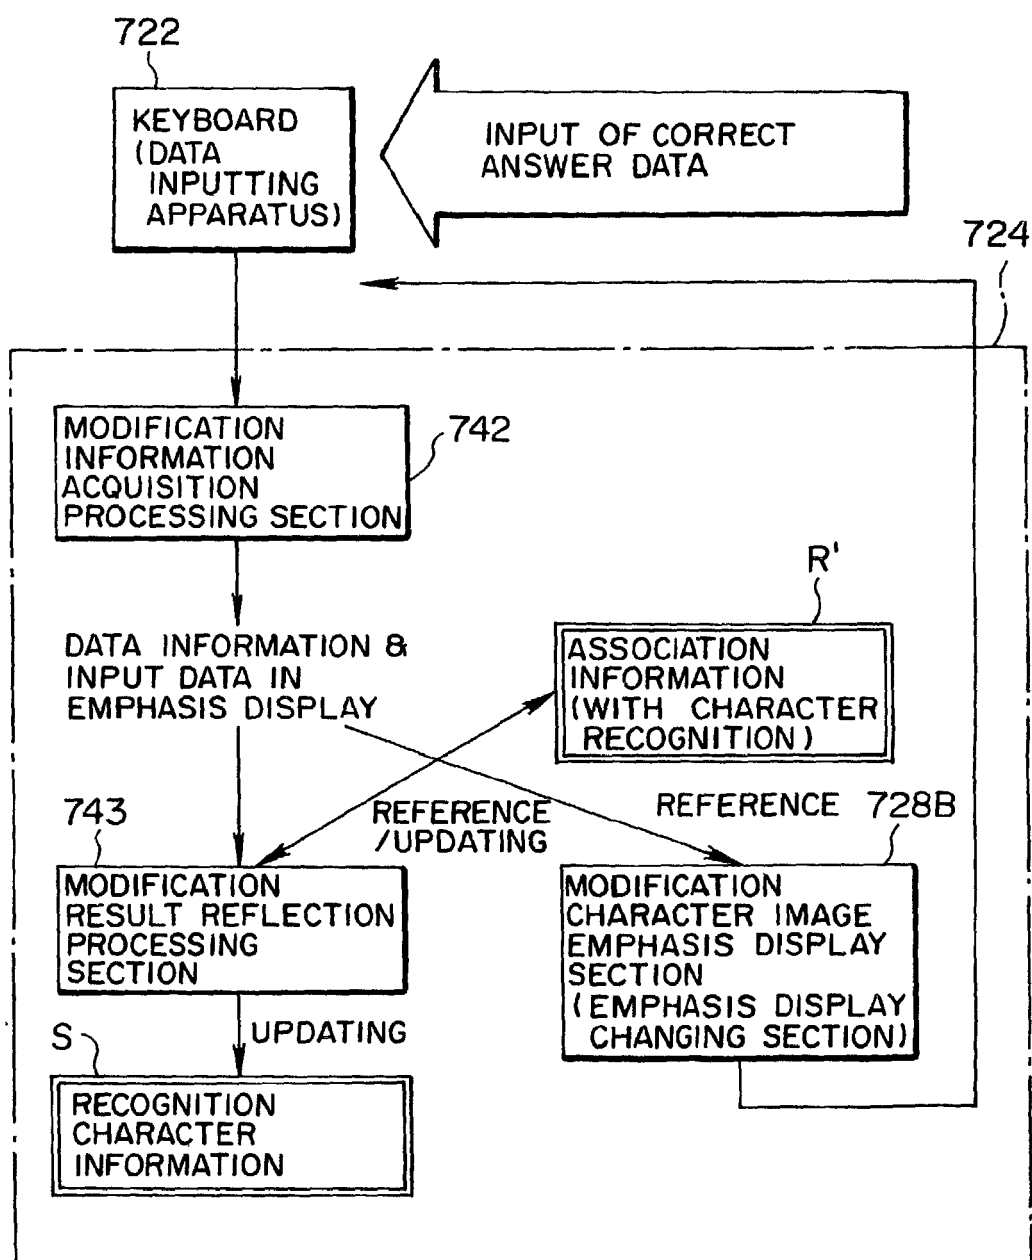 722
KEYBOARD
(DATA
INPUTTING
APPARATUS)
INPUT OF CORRECT
ANSWER DATA
724
MODIFICATION
INFORMATION
ACQUISITION
PROCESSING SECTION
742
R'
DATA INFORMATION &
INPUT DATA IN
EMPHASIS DISPLAY
ASSOCIATION
INFORMATION
(WITH CHARACTER
RECOGNITION)
743
REFERENCE
/UPDATING
REFERENCE
728B
MODIFICATION
RESULT REFLECTION
PROCESSING
SECTION
MODIFICATION
CHARACTER IMAGE
EMPHASIS DISPLAY
SECTION
(EMPHASIS DISPLAY
CHANGING SECTION)
S
UPDATING
RECOGNITION
CHARACTER
INFORMATION